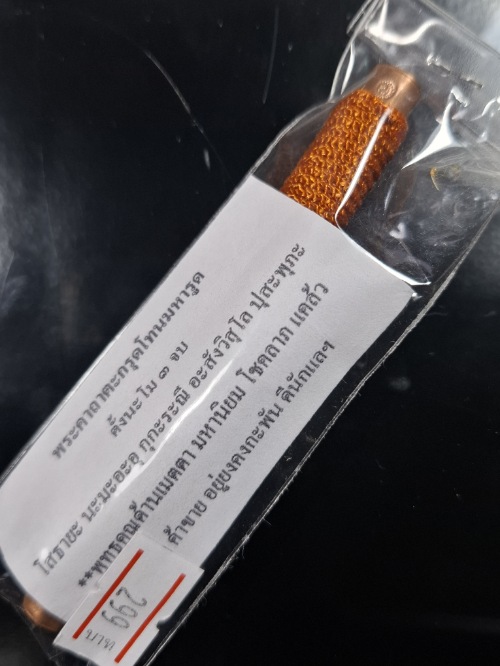 พระคาถาตะกรุดโทนมหารูด
ตั้งนะโม ๑ จบ
โสธายะ นะมะอะอุ กุกะระณี อะสังวิสุโล ปุสะพุภะ
**พุทธคุณด้านเมตตา มหานิยม โชคลาภ แคล้ว
ค้าขาย อยู่ยงคงกะพัน ดีนักแลฯ
299
บาท